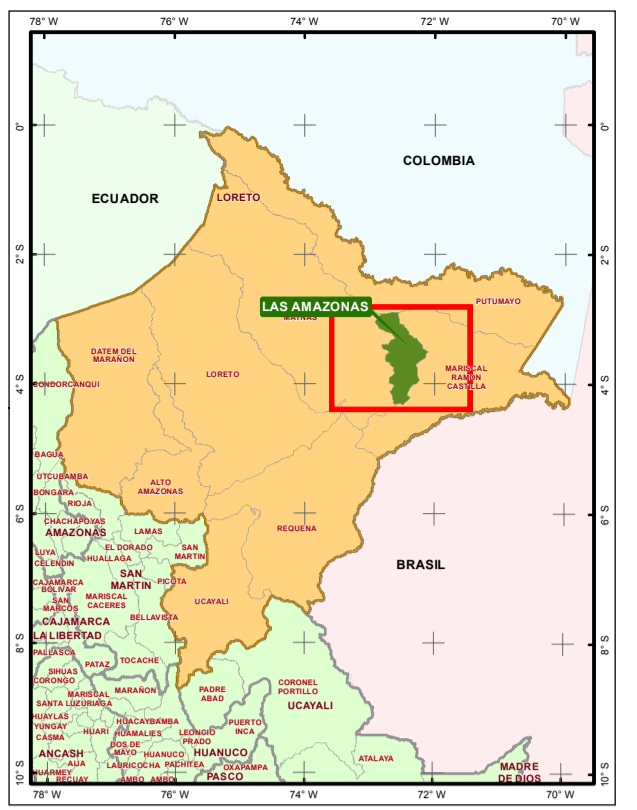 78° W
76° W
74° W
72° W
70° W
0°
0°
COLOMBIA
ECUADOR
LORETO
2° S
2° S
LAS AMAZONAS
MAYNAS
PUTUMAYO
DATEM DEL
MARAÑON
LORETO
MARISCAL
RAMON
CASTILLA
CONDORCANQUI
4° S
4° S
BAGUA
UTCUBAMBA
BONGARA
RIOJA
ALTO
AMAZONAS
6° S
6° S
CHACHAPOYAS
AMAZONAS
LAMAS
REQUENA
EL DORADO
SAN
MARTIN
LUYA
HUALLAGA
CELENDIN
BRASIL
SAN
MARTIN
PICOTA
CAJAMARCA
BOLIVAR
SAN
MARCOS
MARISCAL
CACERES
UCAYALI
BELLAVISTA
CAJAMARCA
LA LIBERTAD
8° S
8° S
PALLASCA
PATAZ
TOCACHE
SIHUAS
CORONGO
MARISCAL
LUZURIAGA
MARAÑON
PADRE
ABAD
CORONEL
PORTILLO
SANTA
UCAYALI
HUAYLAS
YUNGAY
CASMA
HUARI
HUACAYBAMBA
HUAMALIES
LEONCIO
PRADO
PUERTO
INCA
DOS DE
MAYO
ANCASH
HUANUCO
HUANUCO
ATALAYA
AIJA
LAURICOCHA
PACHITEA
OXAPAMPA
MADRE
DE DIOS
HUARMEY
RECUAY
AMBO
AMBO
PASCO
10° S
10° S
78° W
76° W
74° W
72° W
70° W